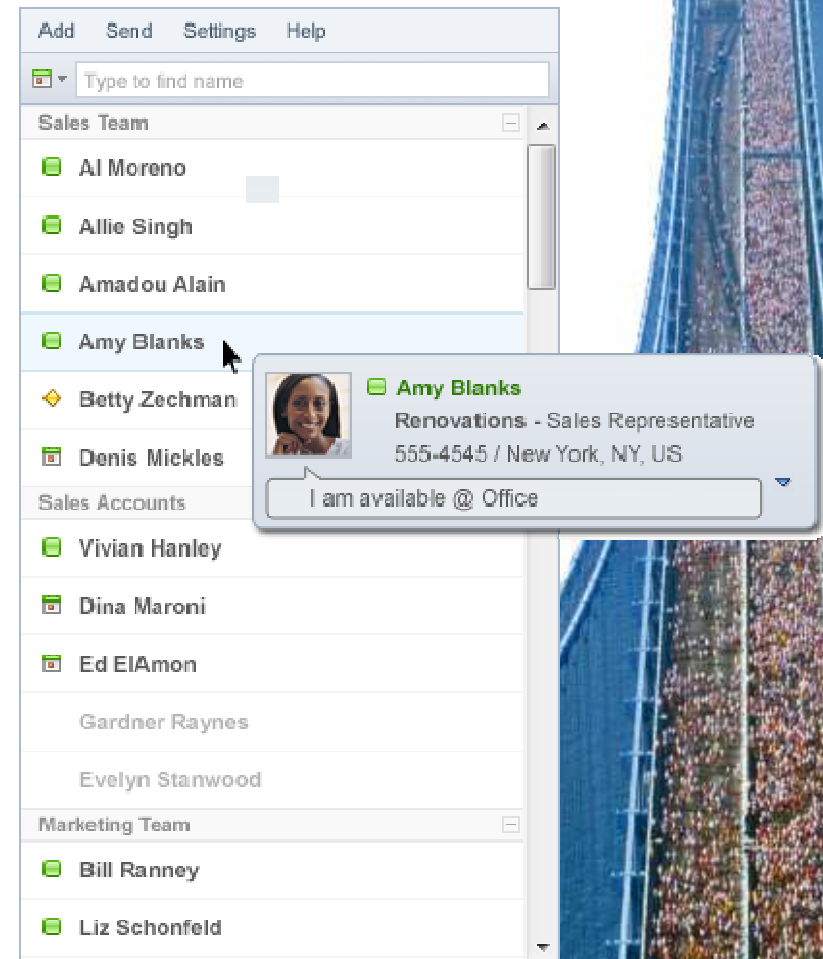 Add Send Settings Help
Type to find name
Sales Team
Al Moreno
Allie Singh
Amadou Alain
Amy Blanks
Betty Zechman
Denis Mickles
Amy Blanks
Renovations - Sales Representative
555-4545 / New York, NY, US
I am available @ Office
Sales Accounts
Vivian Hanley
Dina Maroni
Ed ElAmon
Gardner Raynes
Evelyn Stanwood
Marketing Team
Bill Ranney
Liz Schonfeld